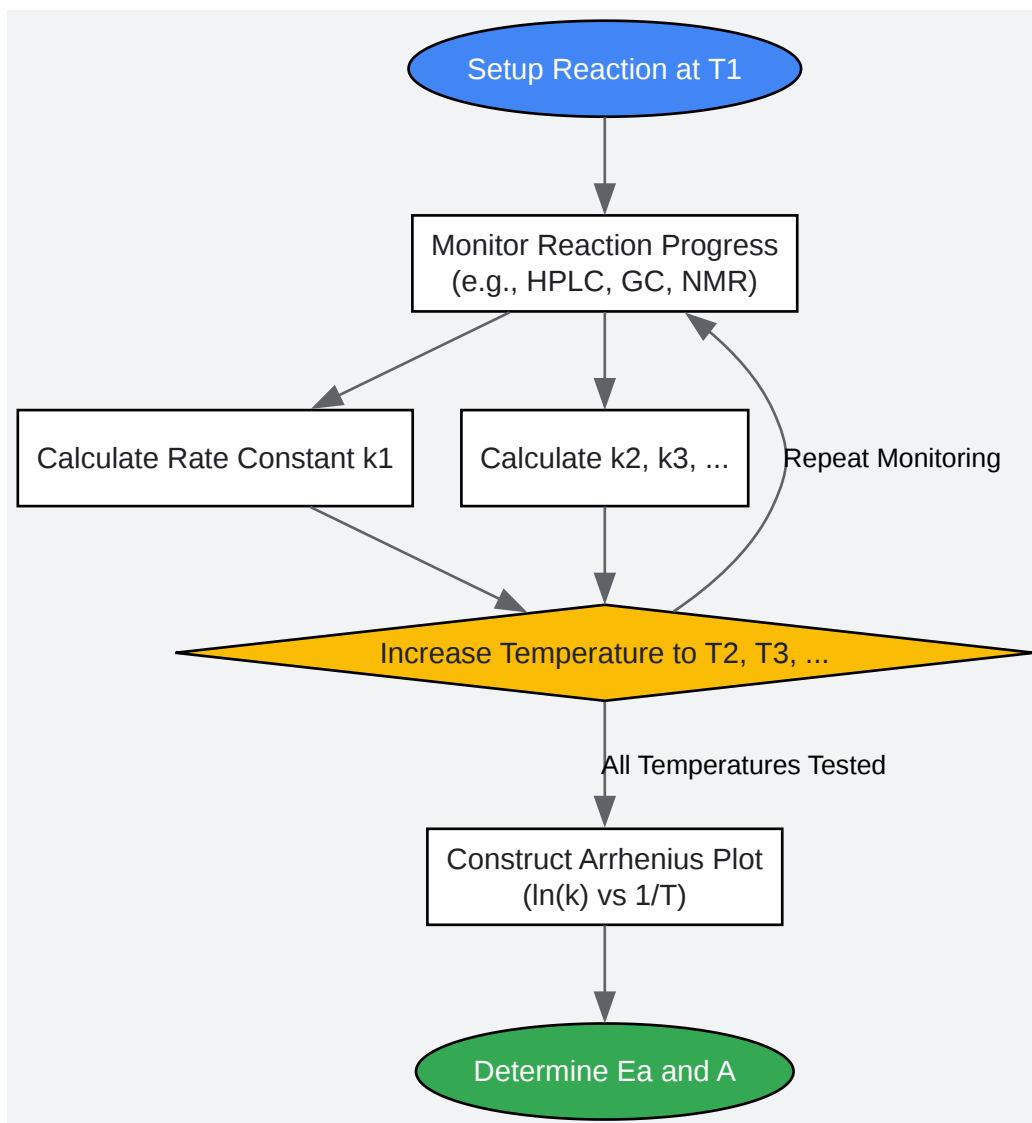 Setup Reaction at T1
Monitor Reaction Progress
(e.g., HPLC, GC, NMR)
Calculate Rate Constant k1
Calculate k2, k3, ...
Repeat Monitoring
Increase Temperature to T2, T3, ...
All Temperatures Tested
Construct Arrhenius Plot
(ln(k) vs 1/T)
Determine Ea and A